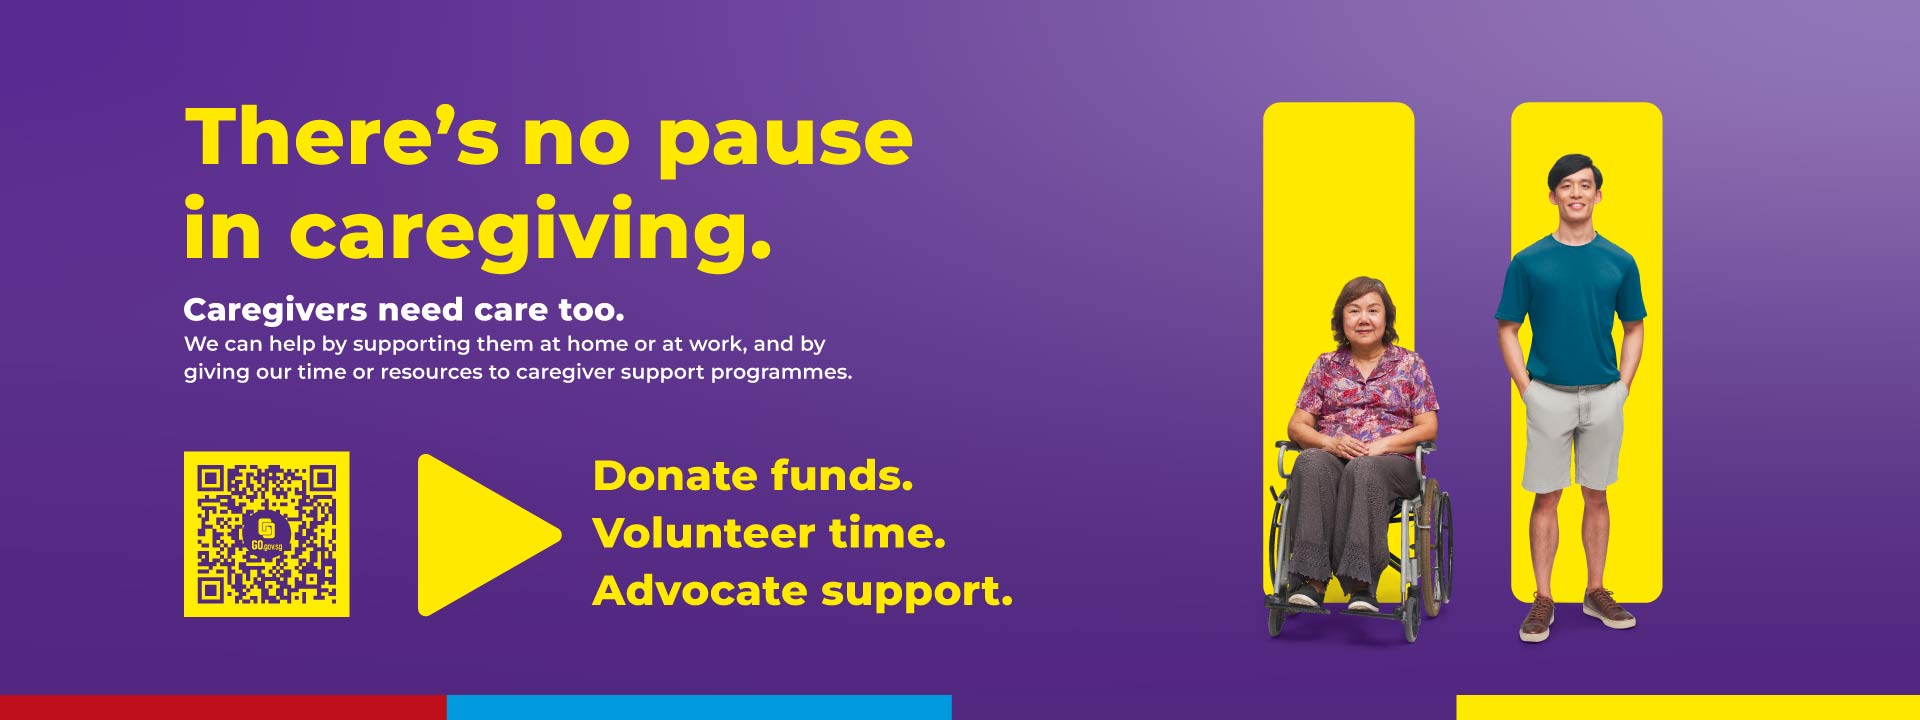 There's no pause
in caregiving.
Caregivers need care too.
We can help by supporting them at home or at work, and by
giving our time or resources to caregiver support programmes.
GO.gov.sg
Donate funds.
Volunteer time.
Advocate support.